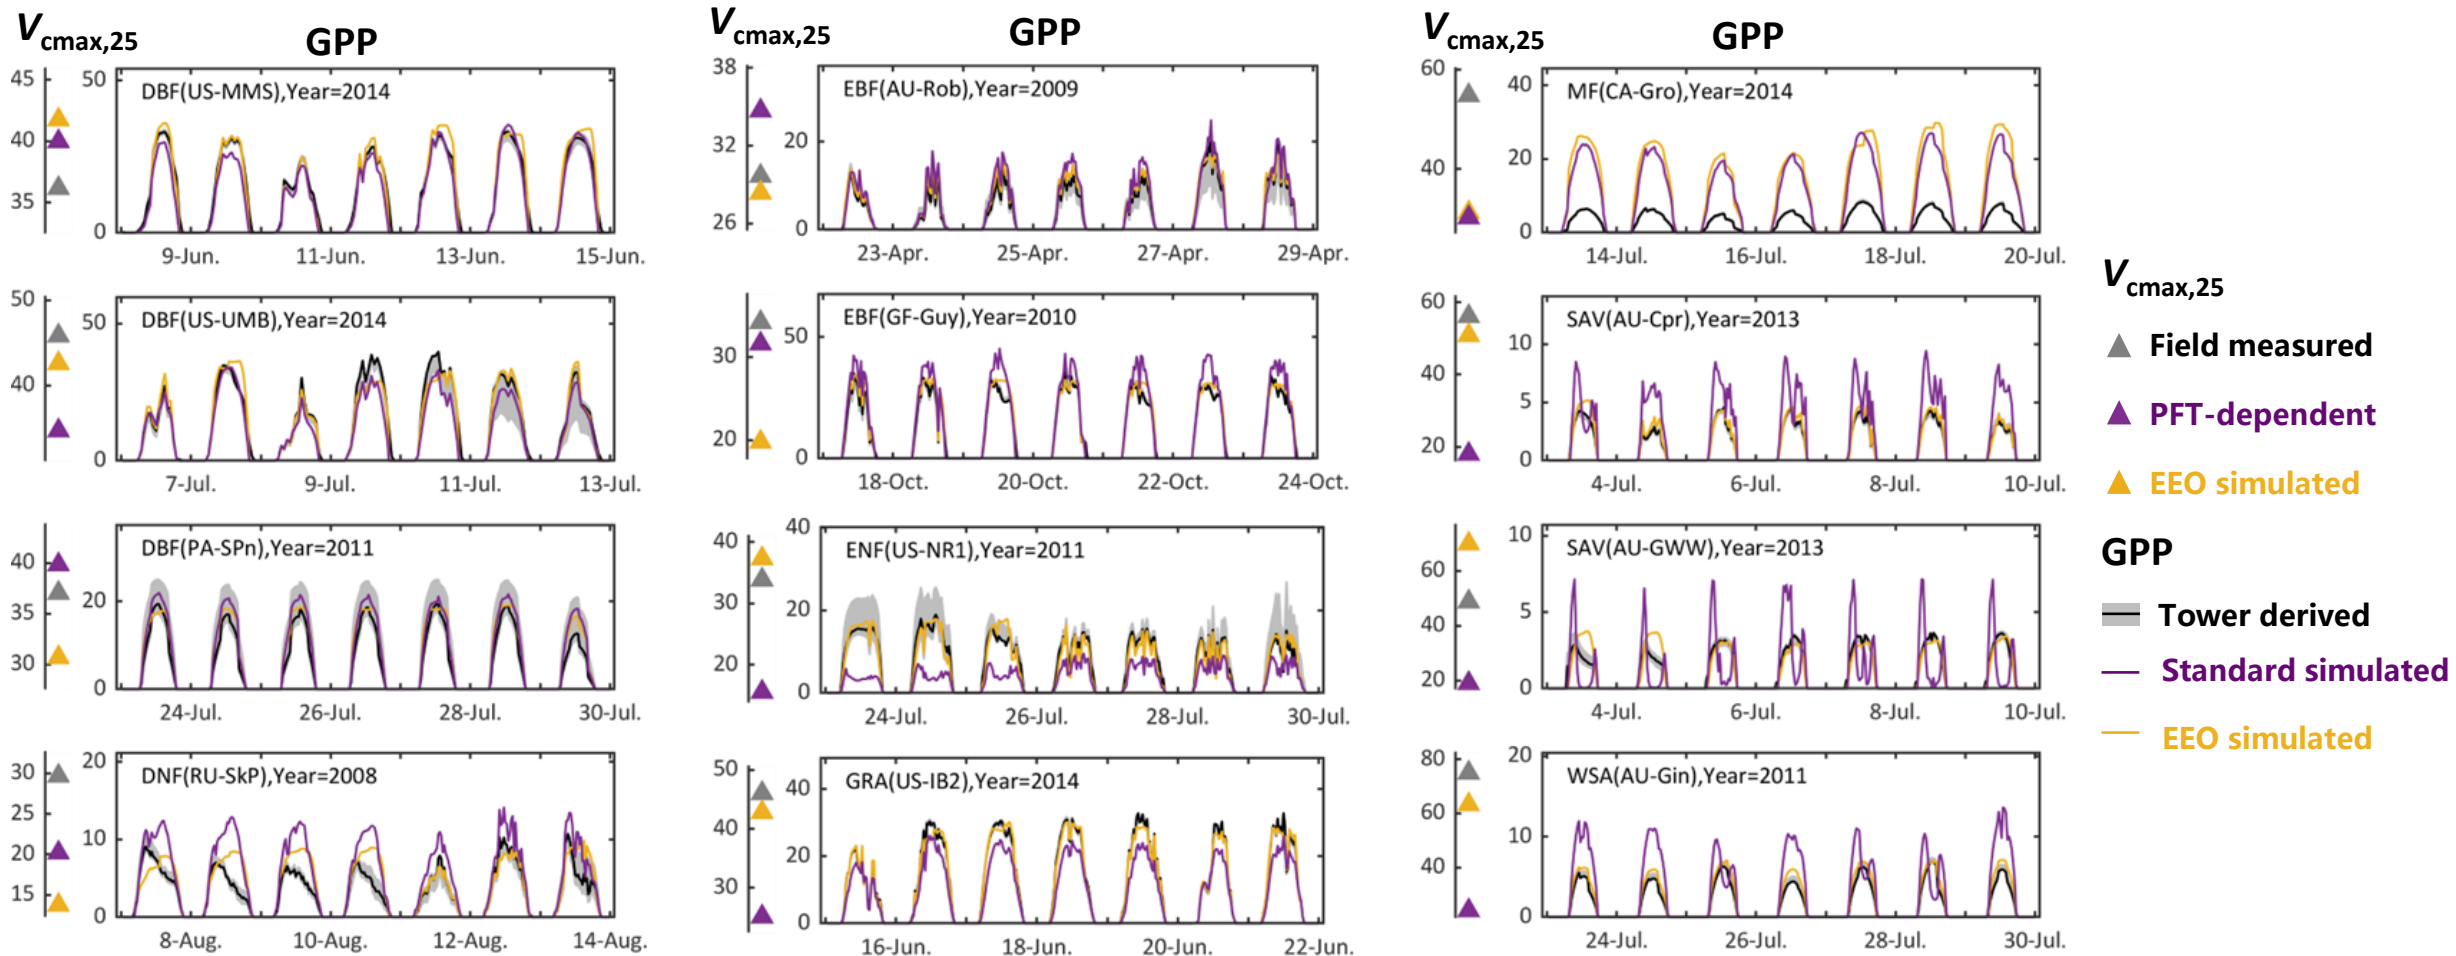 Vcmax,25 GPP
45
40
35
50
0
DBF(US-MMS),Year=2014
9-Jun. 11-Jun. 13-Jun. 15-Jun.
50
40
50
0
DBF(US-UMB),Year=2014
7-Jul. 9-Jul. 11-Jul. 13-Jul.
40
35
30
20
0
DBF(PA-SPn),Year=2011
24-Jul. 26-Jul. 28-Jul. 30-Jul.
30
25
20
15
20
10
0
DNF(RU-SkP),Year=2008
8-Aug. 10-Aug. 12-Aug. 14-Aug.
Vcmax,25 GPP
38
32
26
20
0
EBF(AU-Rob),Year=2009
23-Apr. 25-Apr. 27-Apr. 29-Apr.
30
20
50
0
EBF(GF-Guy),Year=2010
18-Oct. 20-Oct. 22-Oct. 24-Oct.
40
30
20
40
20
0
ENF(US-NR1),Year=2011
24-Jul. 26-Jul. 28-Jul. 30-Jul.
50
40
30
40
20
0
GRA(US-IB2),Year=2014
16-Jun. 18-Jun. 20-Jun. 22-Jun.
Vcmax,25 GPP
60
40
40
20
0
MF(CA-Gro),Year=2014
14-Jul. 16-Jul. 18-Jul. 20-Jul.
60
40
20
10
5
0
SAV(AU-Cpr),Year=2013
4-Jul. 6-Jul. 8-Jul. 10-Jul.
60
40
20
10
5
0
SAV(AU-GWW),Year=2013
4-Jul. 6-Jul. 8-Jul. 10-Jul.
80
60
40
20
10
0
WSA(AU-Gin),Year=2011
24-Jul. 26-Jul. 28-Jul. 30-Jul.
Vcmax,25
Field measured
PFT-dependent
EEO simulated
GPP
Tower derived
Standard simulated
EEO simulated